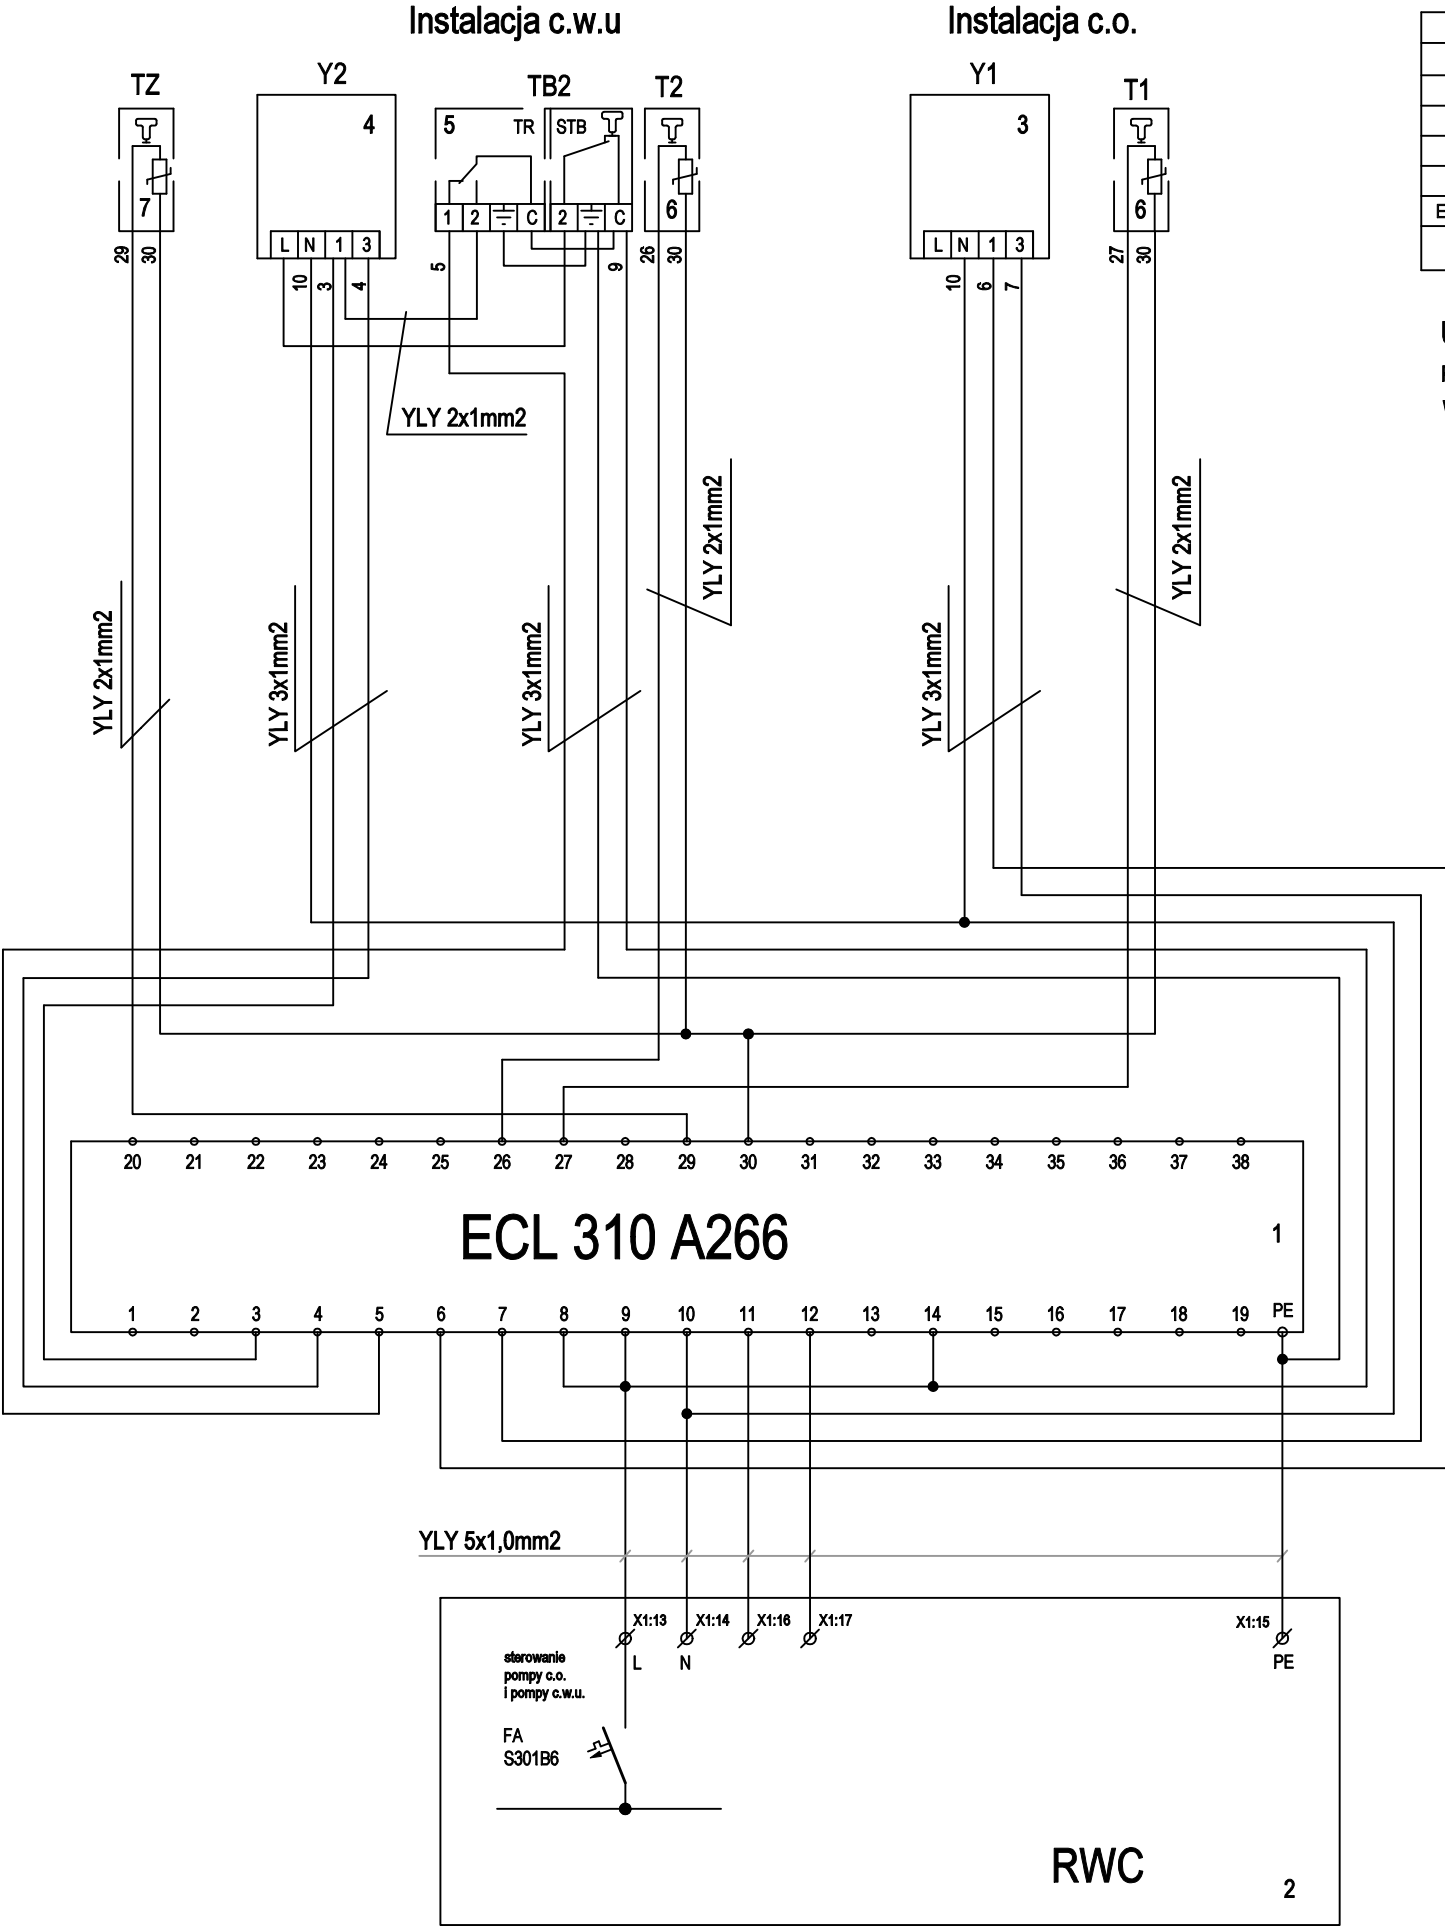 Instalacja c.w.u
Instalacja c.o.
TZ
Y2
TB2
T2
Y1
T1
4
5
TR
STB
3
7
6
6
L N 1 3
1 2 C 2 C
L N 1 3
29
30
10
3
4
5
9
26
30
10
6
7
27
30
YLY 2x1mm2
YLY 2x1mm2
YLY 3x1mm2
YLY 3x1mm2
YLY 2x1mm2
YLY 3x1mm2
YLY 2x1mm2
20 21 22 23 24 25 26 27 28 29 30 31 32 33 34 35 36 37 38
ECL 310 A266
1
1 2 3 4 5 6 7 8 9 10 11 12 13 14 15 16 17 18 19 PE
YLY 5x1,0mm2
X1:13 X1:14 X1:16 X1:17 X1:15
L N PE
sterowanie
pompy c.o.
i pompy c.w.u.
FA
S301B6
RWC
2